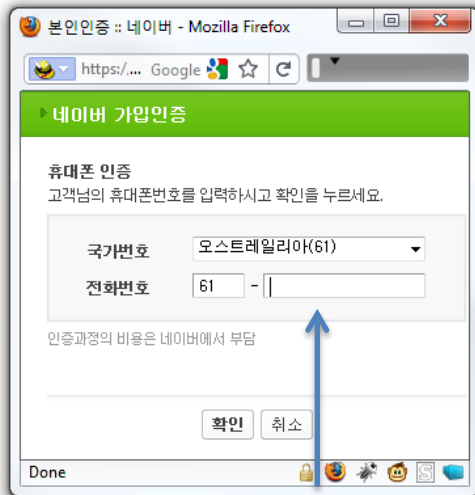 본인인증 :: 네이버 - Mozilla Firefox
https:/... Google
네이버 가입인증
휴대폰 인증
고객님의 휴대폰번호를 입력하시고 확인을 누르세요.
국가번호 오스트레일리아(61)
전화번호 61 -
인증과정의 비용은 네이버에서 부담
확인 취소
Done S